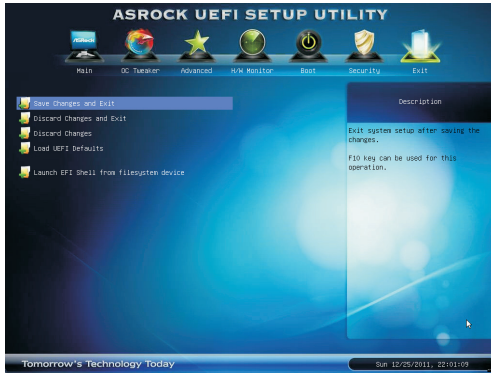 ASROCK UEFI SETUP UTILITY
ASRock
Main OC Tweaker Advanced H/W Monitor Boot Security Exit
Save Changes and Exit
Discard Changes and Exit
Discard Changes
Load UEFI Defaults
Launch EFI Shell from filesystem device
Description
Exit system setup after saving the
changes.
F10 key can be used for this
operation.
Tomorrow's Technology Today
Sun 12/25/2011, 22:01:09